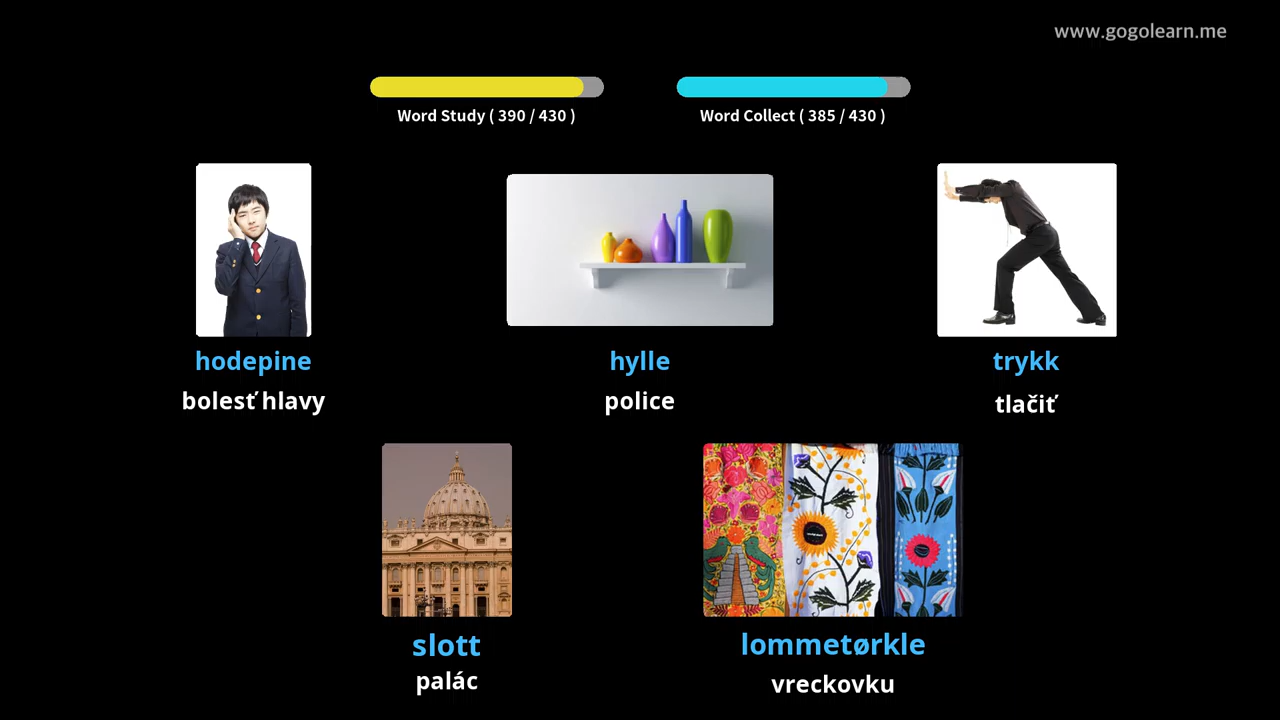 www.gogolearn.me
Word Study ( 390 / 430 )
Word Collect ( 385 / 430 )
hodepine
hylle
trykk
bolesť hlavy
police
tlačiť
slott
lommetørkle
palác
vreckovku